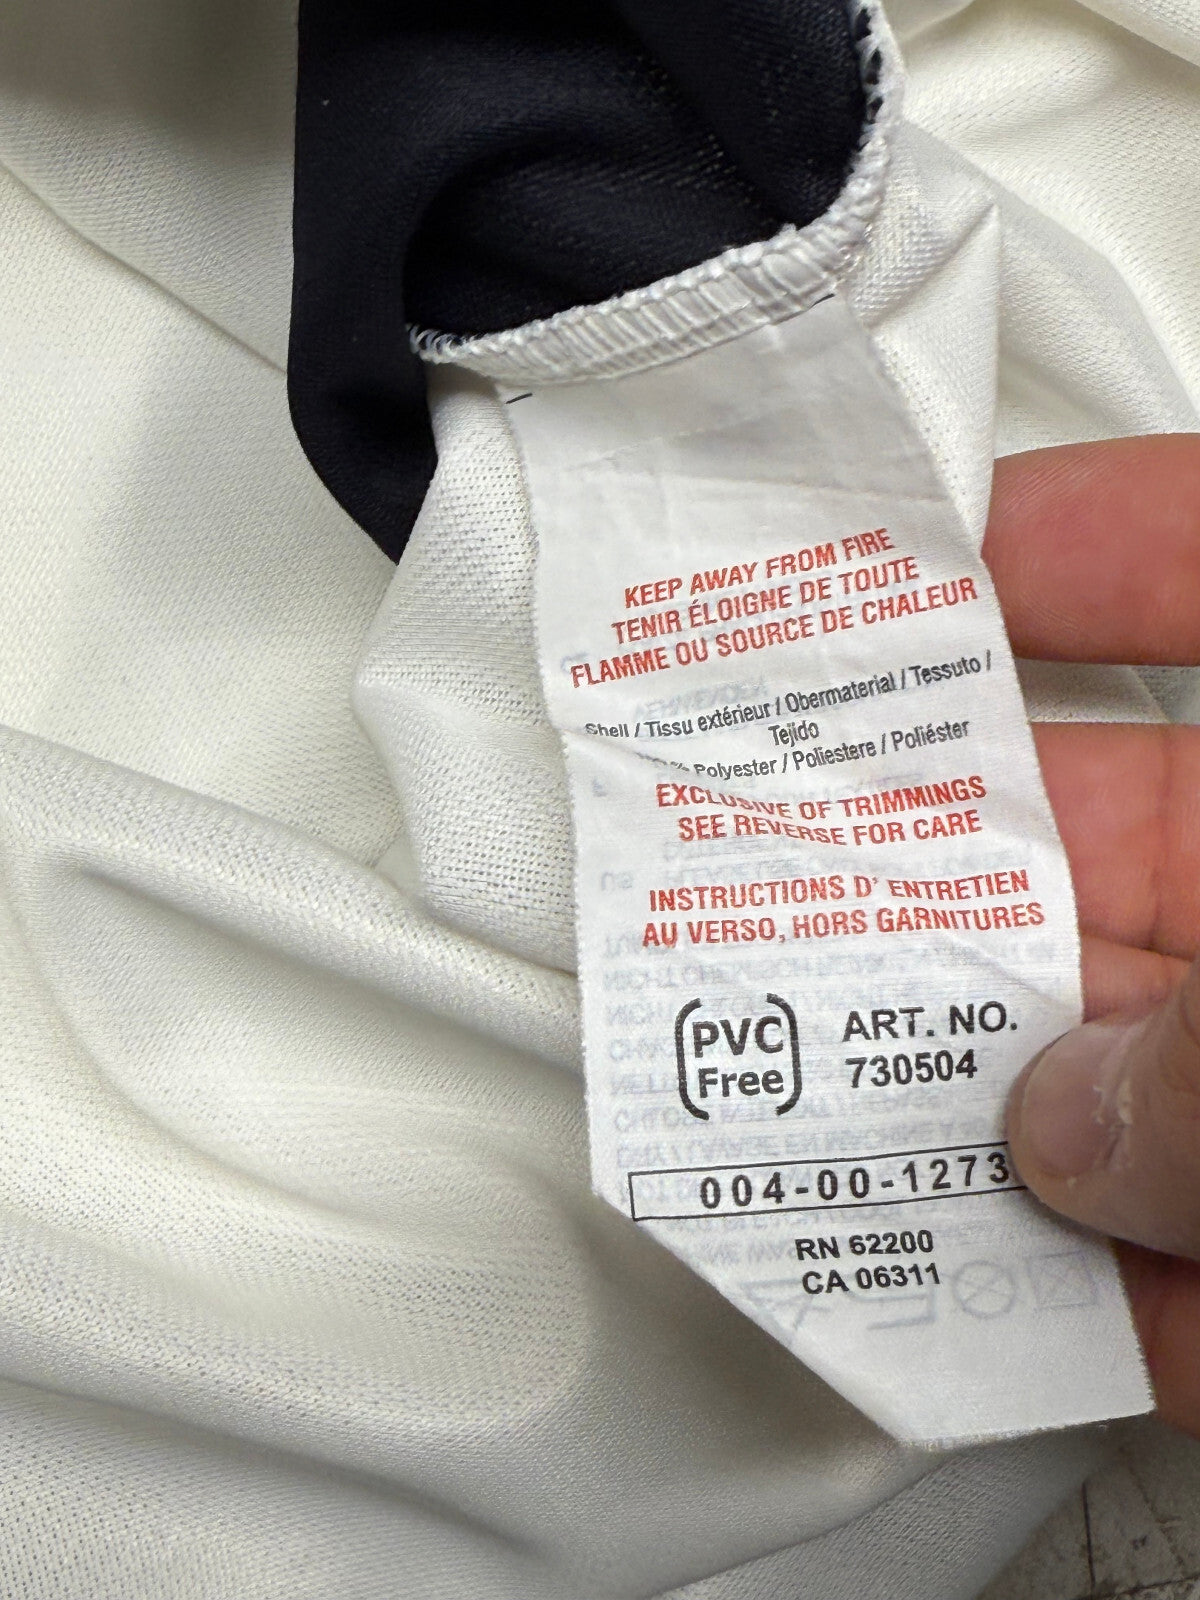 KEEP AWAY FROM FIRE
TENIR ÉLOIGNE DE TOUTE
FLAMME OU SOURCE DE CHALEUR
Shell / Tissu extérieur / Obermaterial / Tessuto /
Tejido
% Polyester / Poliestere / Poliéster
EXCLUSIVE OF TRIMMINGS
SEE REVERSE FOR CARE
INSTRUCTIONS D' ENTRETIEN
AU VERSO, HORS GARNITURES
PVC
Free
ART. NO.
730504
004-00-1273
RN 62200
CA 06311